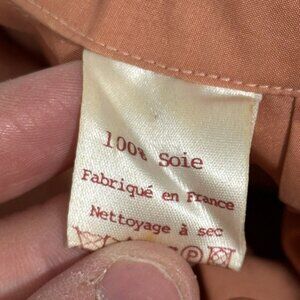 100% Soie
Fabriqué en France
Nettoyage à sec
P